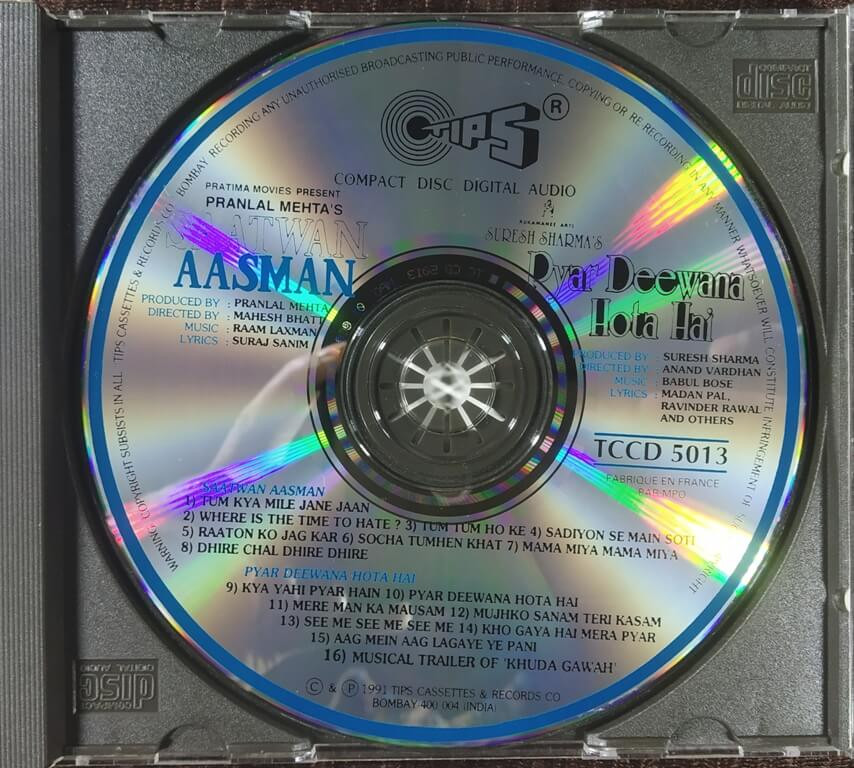 COMPACT
disc
DIGITAL AUDIO
WARNING: COPYRIGHT SUBSISTS IN ALL TIPS CASSETTES & RECORDS CO. BOMBAY RECORDING ANY UNAUTHORISED BROADCASTING PUBLIC PERFORMANCE, COPYING OR RE-RECORDING IN ANY MANNER WHATSOEVER WILL CONSTITUTE INFRINGEMENT OF
TIPS ®
COMPACT DISC DIGITAL AUDIO
PRATIMA MOVIES PRESENT
PRANLAL MEHTA'S
SAATWAN
AASMAN
PRODUCED BY : PRANLAL MEHTA
DIRECTED BY : MAHESH BHATT
MUSIC : RAAM LAXMAN
LYRICS : SURAJ SANIM
SURESH SHARMA'S
Pyar Deewana
Hota Hai
PRODUCED BY : SURESH SHARMA
DIRECTED BY : ANAND VARDHAN
MUSIC : BABUL BOSE
LYRICS : MADAN PAL,
RAVINDER RAWAL
AND OTHERS
TCCD 5013
FABRIQUE EN FRANCE
PAR MPO
SAATWAN AASMAN
1) TUM KYA MILE JANE JAAN
2) WHERE IS THE TIME TO HATE ? 3) TUM TUM HO KE 4) SADIYON SE MAIN SOTI
5) RAATON KO JAG KAR 6) SOCHA TUMHEN KHAT 7) MAMA MIYA MAMA MIYA
8) DHIRE CHAL DHIRE DHIRE
PYAR DEEWANA HOTA HAI
9) KYA YAHI PYAR HAIN 10) PYAR DEEWANA HOTA HAI
11) MERE MAN KA MAUSAM 12) MUJHKO SANAM TERI KASAM
13) SEE ME SEE ME SEE ME 14) KHO GAYA HAI MERA PYAR
15) AAG MEIN AAG LAGAYE YE PANI
16) MUSICAL TRAILER OF 'KHUDA GAWAH'
© & ℗ 1991 TIPS CASSETTES & RECORDS CO
BOMBAY-400 004 (INDIA)
COMPACT
disc
DIGITAL AUDIO